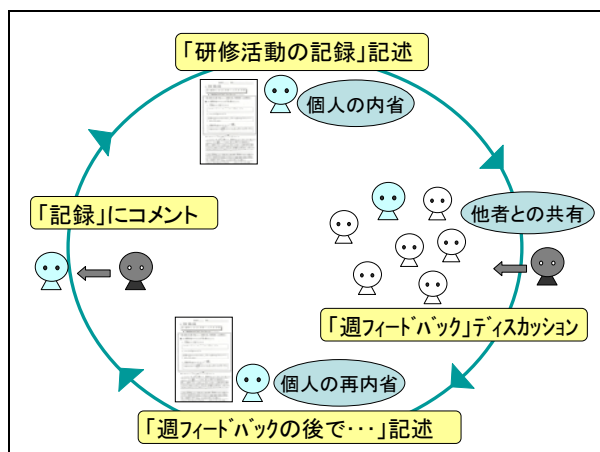 「研修活動の記録」記述
個人の内省
「記録」にコメント
他者との共有
「週フィードバック」ディスカッション
個人の再内省
「週フィードバックの後で・・・」記述